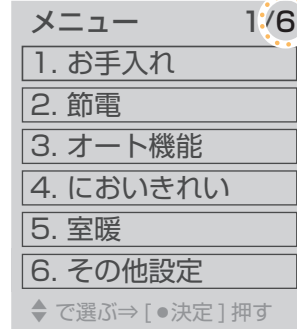 メニュー 1/6
1. お手入れ
2. 節電
3. オート機能
4. においきれい
5. 室暖
6. その他設定
◆ で選ぶ⇒ [ ●決定 ] 押す